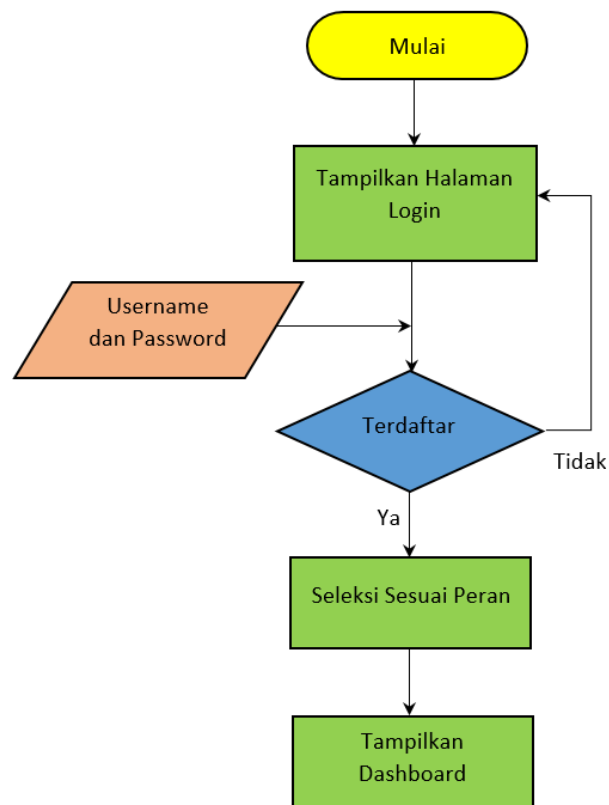 Mulai
Tampilkan Halaman
Login
Username
dan Password
Terdaftar
Tidak
Ya
Seleksi Sesuai Peran
Tampilkan
Dashboard